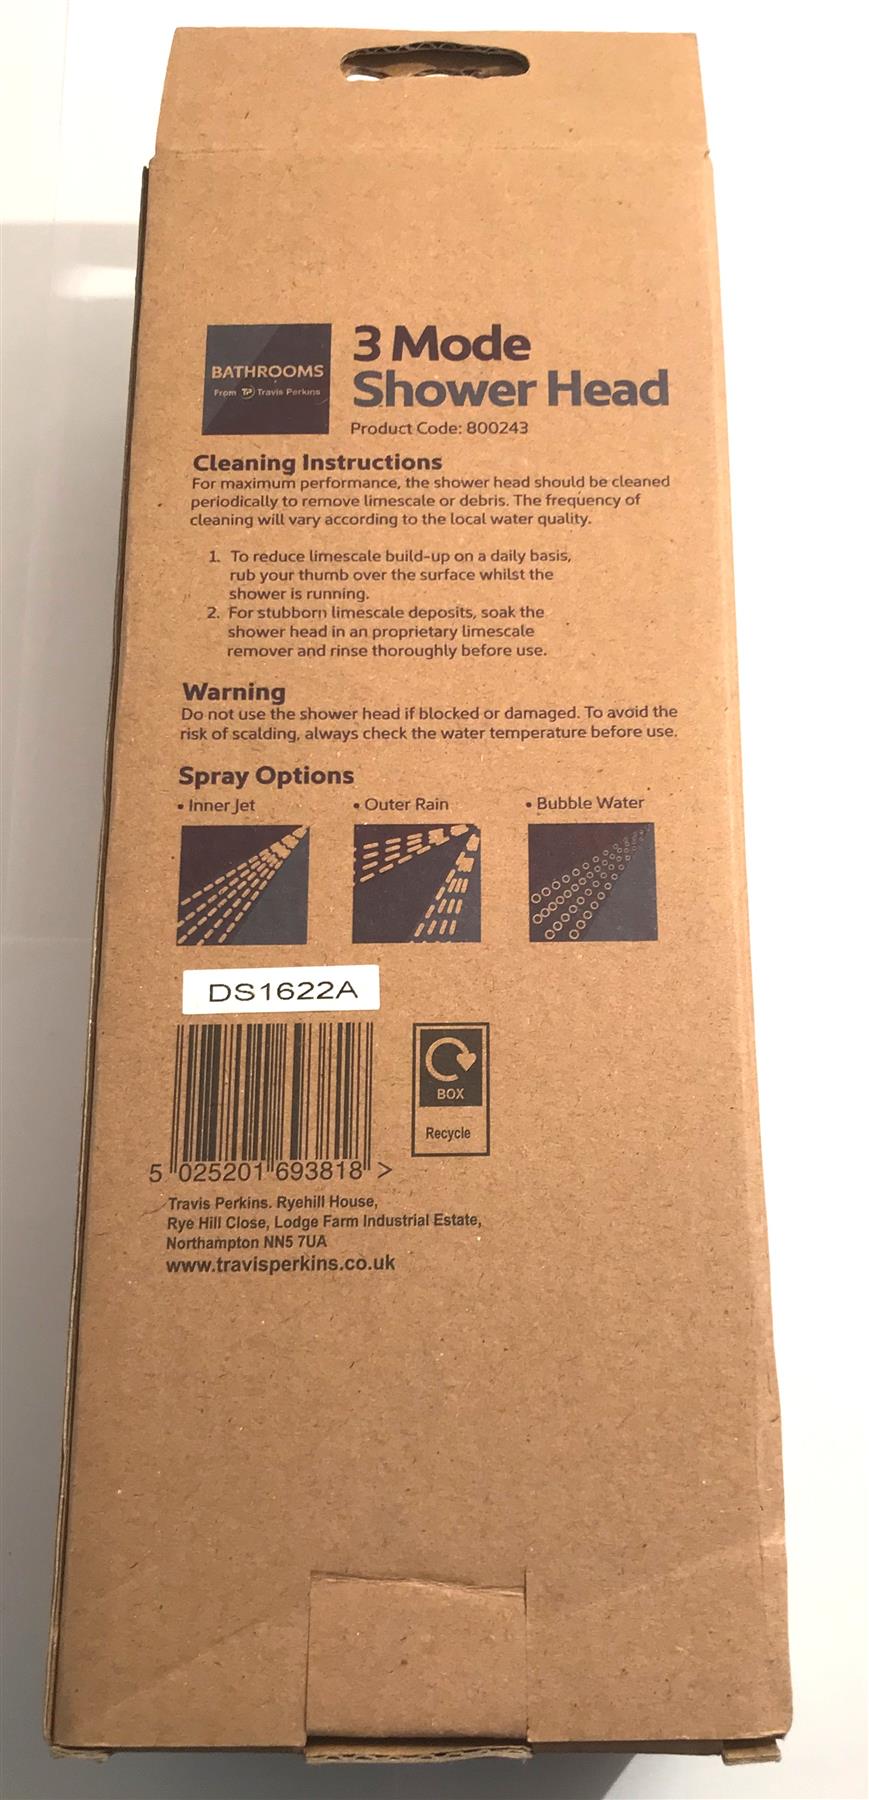 BATHROOMS
From TP Travis Perkins
3 Mode
Shower Head
Product Code: 800243
Cleaning Instructions
For maximum performance, the shower head should be cleaned
periodically to remove limescale or debris. The frequency of
cleaning will vary according to the local water quality.
1. To reduce limescale build-up on a daily basis,
rub your thumb over the surface whilst the
shower is running.
2. For stubborn limescale deposits, soak the
shower head in an proprietary limescale
remover and rinse thoroughly before use.
Warning
Do not use the shower head if blocked or damaged. To avoid the
risk of scalding, always check the water temperature before use.
Spray Options
• Inner Jet • Outer Rain • Bubble Water
DS1622A
BOX
Recycle
5 025201 693818 >
Travis Perkins. Ryehill House,
Rye Hill Close, Lodge Farm Industrial Estate,
Northampton NN5 7UA
www.travisperkins.co.uk